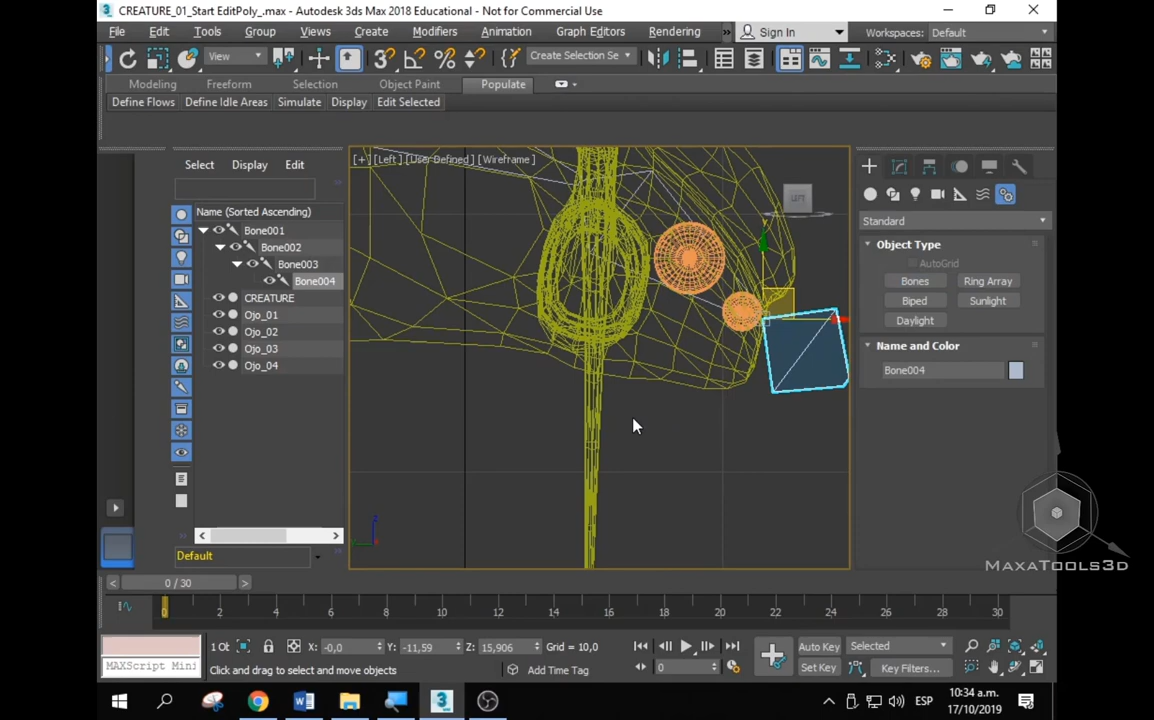 CREATURE_01_Start EditPoly_.max - Autodesk 3ds Max 2018 Educational - Not for Commercial Use
File Edit Tools Group Views Create Modifiers Animation Graph Editors Rendering Sign In Workspaces: Default
View Create Selection Se
Modeling Freeform Selection Object Paint Populate
Define Flows Define Idle Areas Simulate Display Edit Selected
Select Display Edit
[+] [Left] [User Defined] [Wireframe]
LEFT
Name (Sorted Ascending)
Bone001
Bone002
Bone003
Bone004
CREATURE
Ojo_01
Ojo_02
Ojo_03
Ojo_04
Standard
Object Type
AutoGrid
Bones Ring Array
Biped Sunlight
Daylight
Name and Color
Bone004
y
MAXATOOLS3D
Default
0 / 30
0 2 4 6 8 10 12 14 16 18 20 22 24 26 28 30
X: -0,0 Y: -11,59 Z: 15,906 Grid = 10,0 Auto Key Selected
MAXScript Mini Click and drag to select and move objects Add Time Tag 0 Set Key Key Filters...
ESP 10:34 a.m.
17/10/2019